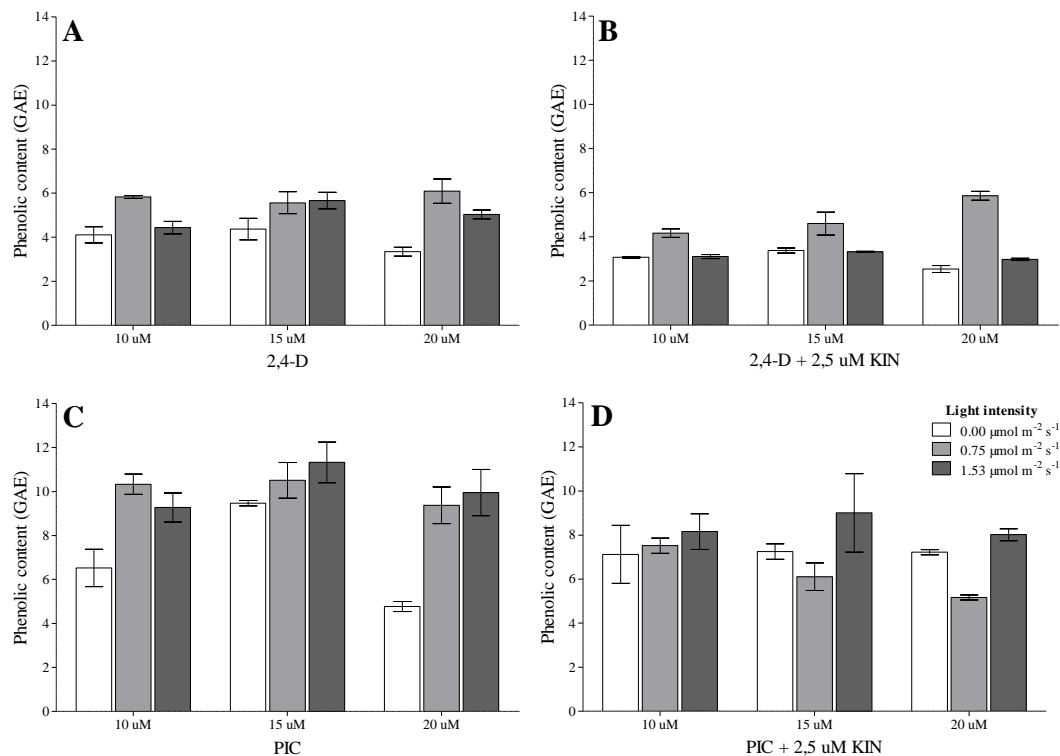 A
Phenolic content (GAE)
14
12
10
8
6
4
2
0
10 uM 15 uM 20 uM
2,4-D
B
Phenolic content (GAE)
14
12
10
8
6
4
2
0
10 uM 15 uM 20 uM
2,4-D + 2,5 uM KIN
C
Phenolic content (GAE)
14
12
10
8
6
4
2
0
10 uM 15 uM 20 uM
PIC
D
Phenolic content (GAE)
14
12
10
8
6
4
2
0
Light intensity
0.00 μmol m⁻² s⁻¹
0.75 μmol m⁻² s⁻¹
1.53 μmol m⁻² s⁻¹
10 uM 15 uM 20 uM
PIC + 2,5 uM KIN